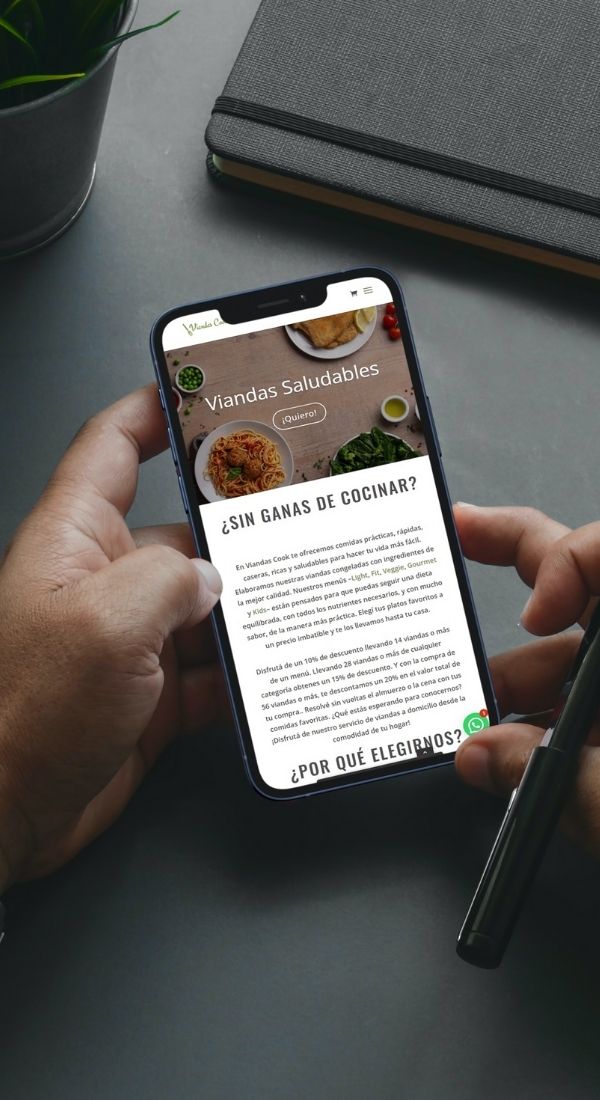 Viandas Co
Viandas Saludables
¡Quiero!
¿SIN GANAS DE COCINAR?
En Viandas Cook te ofrecemos comidas prácticas, rápidas,
caseras, ricas y saludables para hacer tu vida más fácil.
Elaboramos nuestras viandas congeladas con ingredientes de
la mejor calidad. Nuestros menús –Light, Fit, Veggie, Gourmet
y Kids– están pensados para que puedas seguir una dieta
equilibrada, con todos los nutrientes necesarios, y con mucho
sabor, de la manera más práctica. Elegí tus platos favoritos a
un precio imbatible y te los llevamos hasta tu casa.
Disfrutá de un 10% de descuento llevando 14 viandas o más
de un menú. Llevando 28 viandas o más de cualquier
categoría obtenes un 15% de descuento. Y con la compra de
56 viandas o más, te descontamos un 20% en el valor total de
tu compra.. Resolvé sin vueltas el almuerzo o la cena con tus
comidas favoritas. ¿Qué estás esperando para conocernos?
¡Disfrutá de nuestro servicio de viandas a domicilio desde la
comodidad de tu hogar!
¿POR QUÉ ELEGIRNOS?
1